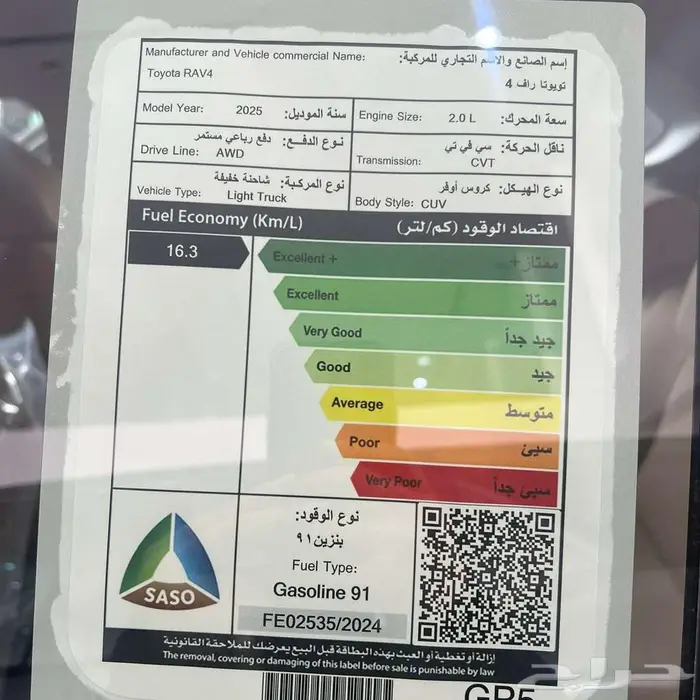 Manufacturer and Vehicle commercial Name: إسم الصانع والاسم التجاري للمركبة:
Toyota RAV4 تويوتا راف 4
Model Year: 2025 سنة الموديل:
Engine Size: 2.0 L سعة المحرك:
نوع الدفـــع: دفع رباعي مستمر
Drive Line: AWD
ناقل الحركة: سي في تي
Transmission: CVT
نوع المركبة: شاحنة خفيفة
Vehicle Type: Light Truck
نوع الهيكل: كروس أوفر
Body Style: CUV
Fuel Economy (Km/L) اقتصاد الوقود (كم/لتر)
16.3
Excellent + ممتاز+
Excellent ممتاز
Very Good جيد جداً
Good جيد
Average متوسط
Poor سيئ
Very Poor سيئ جداً
نوع الوقود:
بنزين ٩١
Fuel Type:
Gasoline 91
FE02535/2024
SASO
إزالة أو تغطية أو العبث بهذه البطاقة قبل البيع يعرضك للملاحقة القانونية
The removal, covering or damaging of this label before sale is punishable by law
GR5
حراج